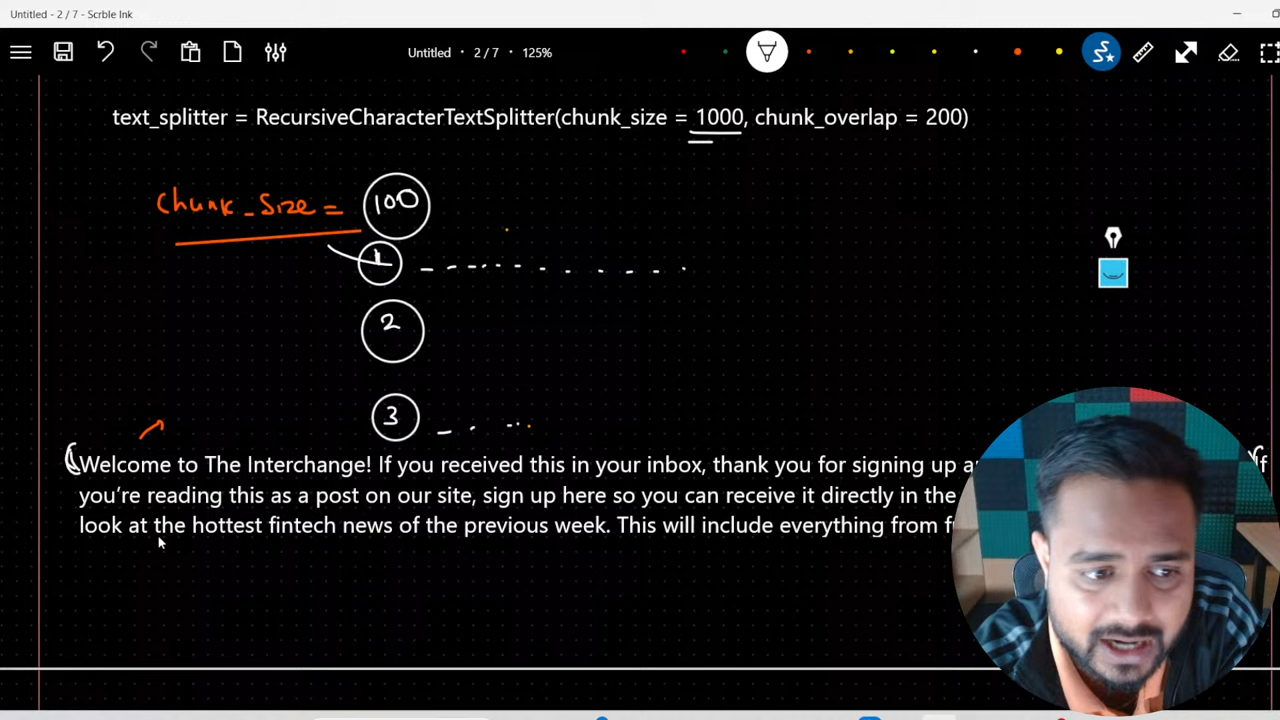 Untitled - 2 / 7 - Scrble Ink
Untitled • 2 / 7 • 125%
text_splitter = RecursiveCharacterTextSplitter(chunk_size = 1000, chunk_overlap = 200)
Chunk_Size = 100
1
2
3
Welcome to The Interchange! If you received this in your inbox, thank you for signing up If
you’re reading this as a post on our site, sign up here so you can receive it directly in the
look at the hottest fintech news of the previous week. This will include everything from